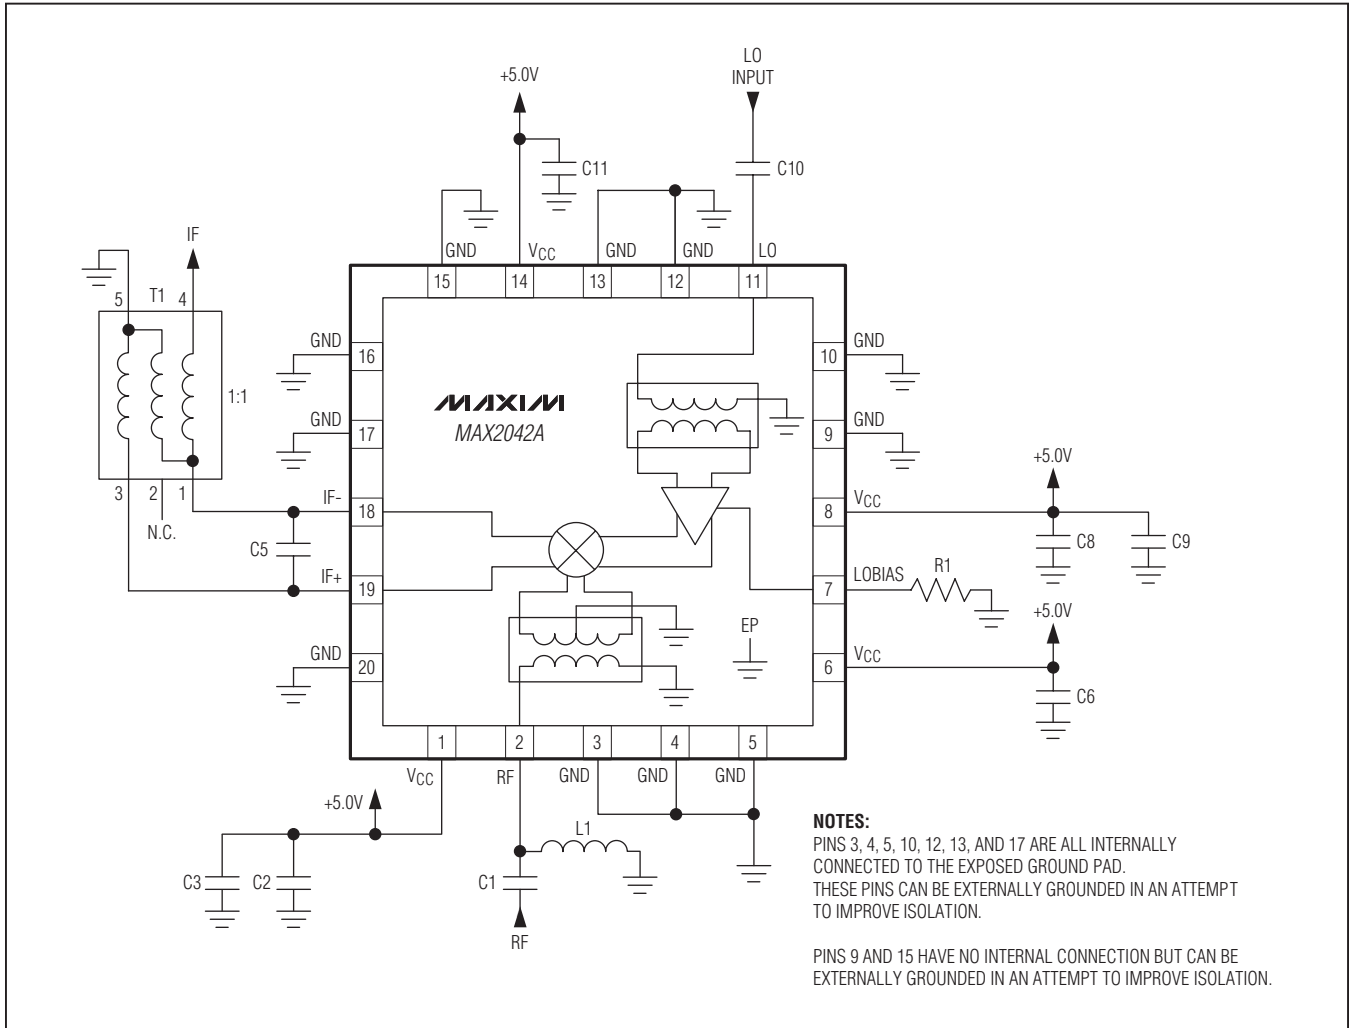 LO
INPUT
+5.0V
C11
C10
IF
GND
VCC
GND
GND
LO
5
T1
4
15
14
13
12
11
GND
16
10
GND
1:1
MAXIM
MAX2042A
GND
17
9
GND
+5.0V
3
2
1
IF-
18
8
VCC
N.C.
C5
C8
C9
IF+
19
7
LOBIAS
R1
+5.0V
EP
GND
20
6
VCC
C6
1
2
3
4
5
VCC
RF
GND
GND
GND
+5.0V
L1
C3
C2
C1
RF
NOTES:
PINS 3, 4, 5, 10, 12, 13, AND 17 ARE ALL INTERNALLY
CONNECTED TO THE EXPOSED GROUND PAD.
THESE PINS CAN BE EXTERNALLY GROUNDED IN AN ATTEMPT
TO IMPROVE ISOLATION.
PINS 9 AND 15 HAVE NO INTERNAL CONNECTION BUT CAN BE
EXTERNALLY GROUNDED IN AN ATTEMPT TO IMPROVE ISOLATION.